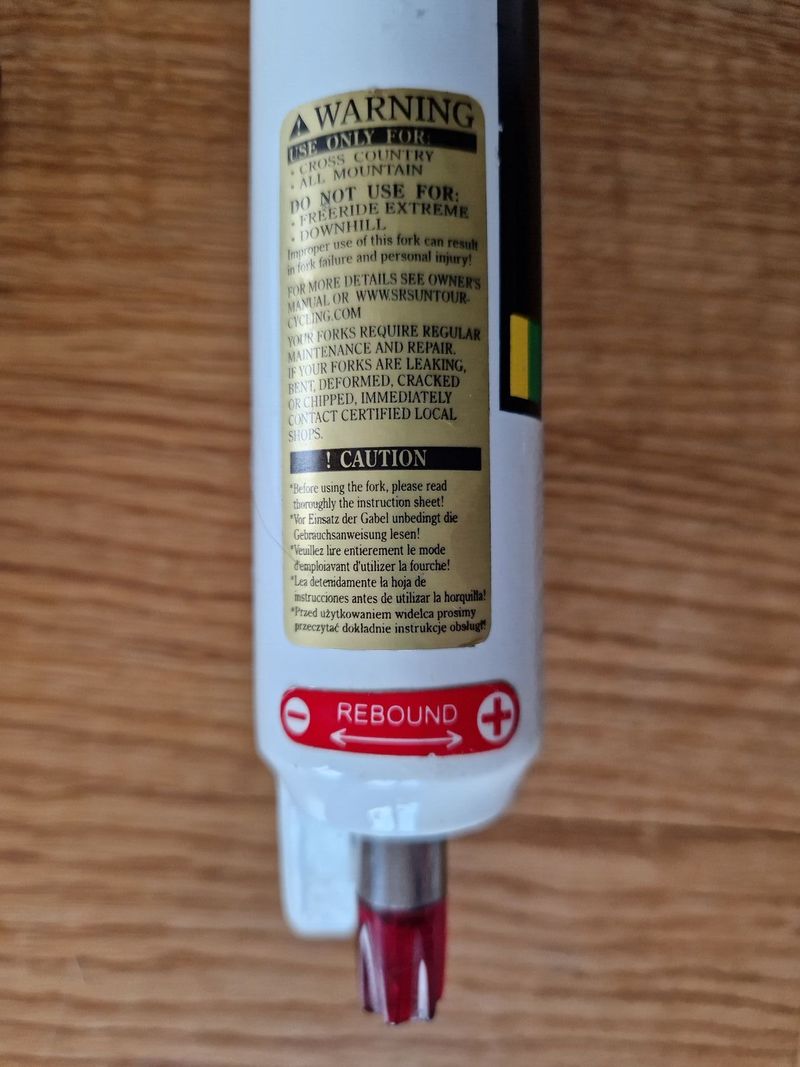 ⚠ WARNING
USE ONLY FOR:
· CROSS COUNTRY
· ALL MOUNTAIN
DO NOT USE FOR:
· FREERIDE EXTREME
· DOWNHILL
Improper use of this fork can result
in fork failure and personal injury!
FOR MORE DETAILS SEE OWNER'S
MANUAL OR WWW.SRSUNTOUR-
CYCLING.COM
YOUR FORKS REQUIRE REGULAR
MAINTENANCE AND REPAIR.
IF YOUR FORKS ARE LEAKING,
BENT, DEFORMED, CRACKED
OR CHIPPED, IMMEDIATELY
CONTACT CERTIFIED LOCAL
SHOPS.
! CAUTION
*Before using the fork, please read
thoroughly the instruction sheet!
*Vor Einsatz der Gabel unbedingt die
Gebrauchsanweisung lesen!
*Veuillez lire entierement le mode
d'emploiavant d'utilizer la fourche!
*Lea detenidamente la hoja de
instrucciones antes de utilizar la horquilla!
*Przed użytkowaniem widelca prosimy
przeczytać dokładnie instrukcje obsługi!
− REBOUND +